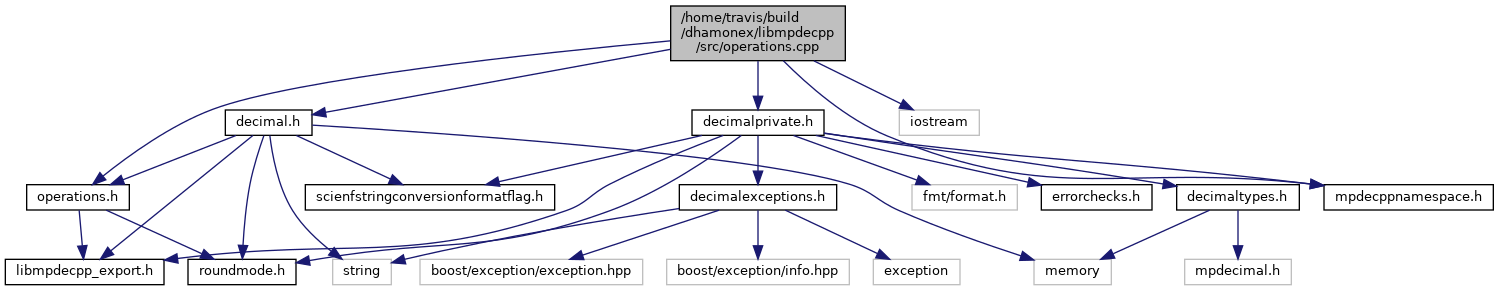 /home/travis/build
/dhamonex/libmpdecpp
/src/operations.cpp
decimal.h
decimalprivate.h
iostream
operations.h
scienfstringconversionformatflag.h
decimalexceptions.h
fmt/format.h
errorchecks.h
decimaltypes.h
mpdecppnamespace.h
libmpdecpp_export.h
roundmode.h
string
boost/exception/exception.hpp
boost/exception/info.hpp
exception
memory
mpdecimal.h